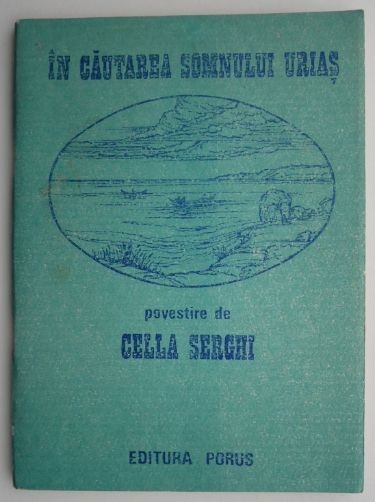 ÎN CĂUTAREA SOMNULUI URIAȘ
povestire de
CELLA SERGHI
EDITURA PORUS